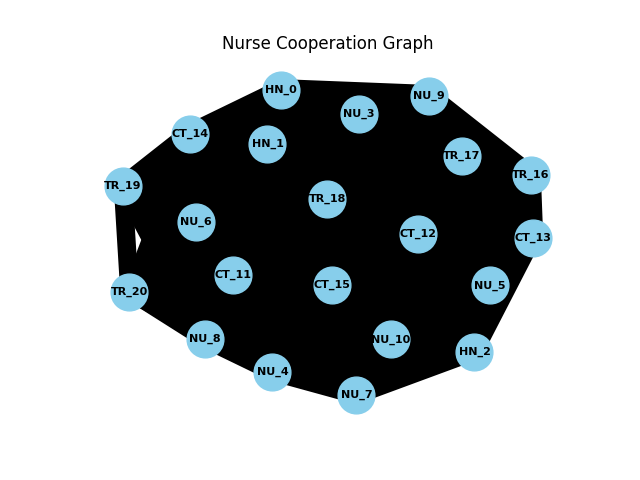 Nurse Cooperation Graph
HN_0
NU_9
NU_3
CT_14
HN_1
TR_17
TR_16
TR_19
TR_18
NU_6
CT_12
CT_13
CT_11
CT_15
NU_5
TR_20
NU_8
NU_10
HN_2
NU_4
NU_7